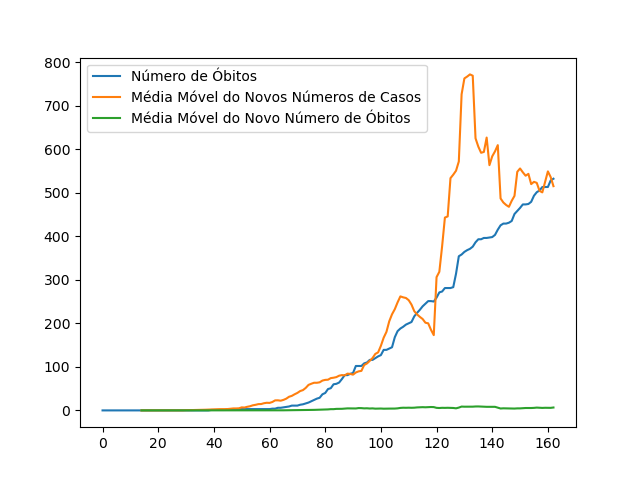 Número de Óbitos
Média Móvel do Novos Números de Casos
Média Móvel do Novo Número de Óbitos
800
700
600
500
400
300
200
100
0
0 20 40 60 80 100 120 140 160